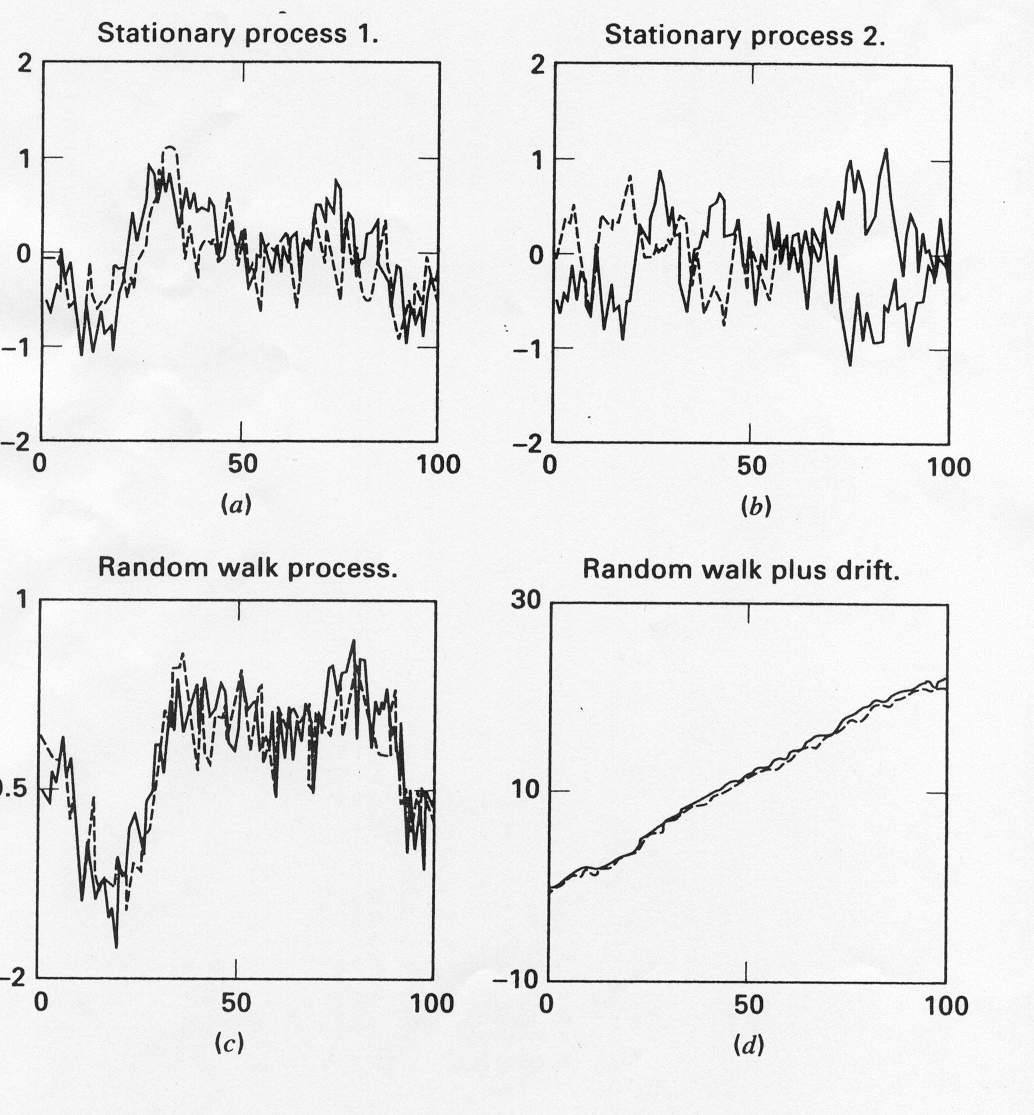 Stationary process 1.
2
1
0
−1
−2
0 50 100
(a)
Stationary process 2.
2
1
0
−1
−2
0 50 100
(b)
Random walk process.
1
.5
−2
0 50 100
(c)
Random walk plus drift.
30
10
−10
0 50 100
(d)